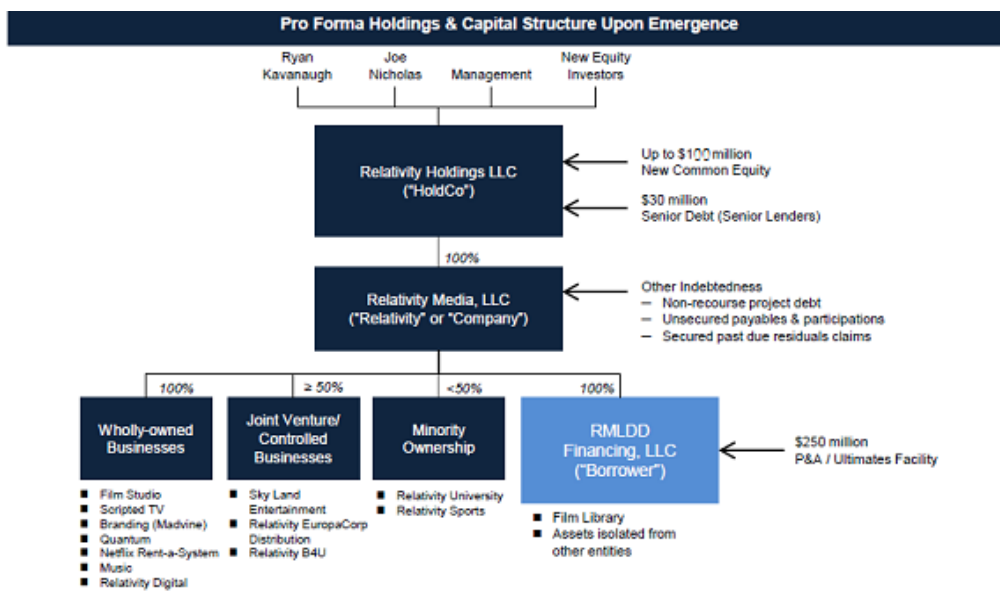 Pro Forma Holdings & Capital Structure Upon Emergence
Ryan
Kavanaugh
Joe
Nicholas
Management
New Equity
Investors
Relativity Holdings LLC
("HoldCo")
Up to $100 million
New Common Equity
$30 million
Senior Debt (Senior Lenders)
100%
Relativity Media, LLC
("Relativity" or "Company")
Other Indebtedness
— Non-recourse project debt
— Unsecured payables & participations
— Secured past due residuals claims
100%
≥ 50%
<50%
100%
Wholly-owned
Businesses
Joint Venture/
Controlled
Businesses
Minority
Ownership
RMLDD
Financing, LLC
("Borrower")
$250 million
P&A / Ultimates Facility
■ Film Studio
■ Scripted TV
■ Branding (Madvine)
■ Quantum
■ Netflix Rent-a-System
■ Music
■ Relativity Digital
■ Sky Land
Entertainment
■ Relativity EuropaCorp
Distribution
■ Relativity B4U
■ Relativity University
■ Relativity Sports
■ Film Library
■ Assets isolated from
other entities